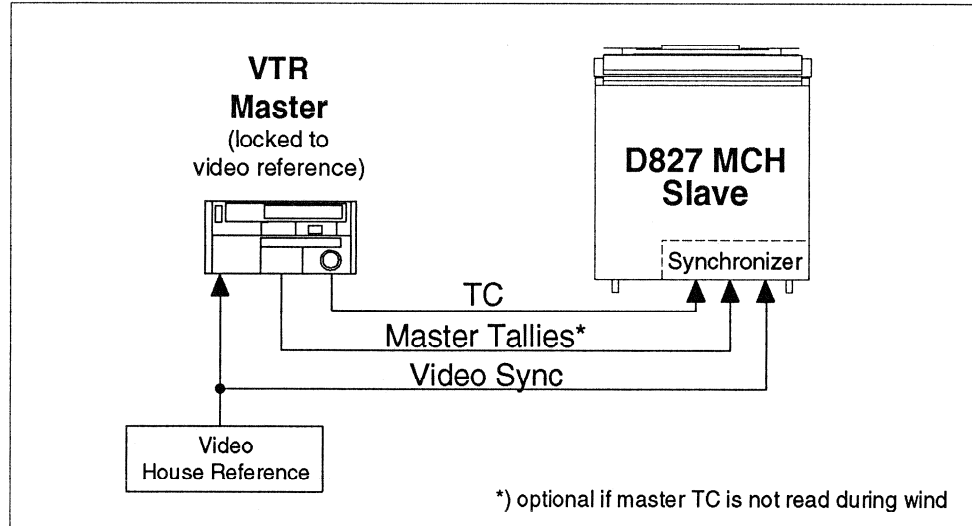 VTR
Master
(locked to
video reference)
D827 MCH
Slave
Synchronizer
TC
Master Tallies*
Video Sync
Video
House Reference
*) optional if master TC is not read during wind